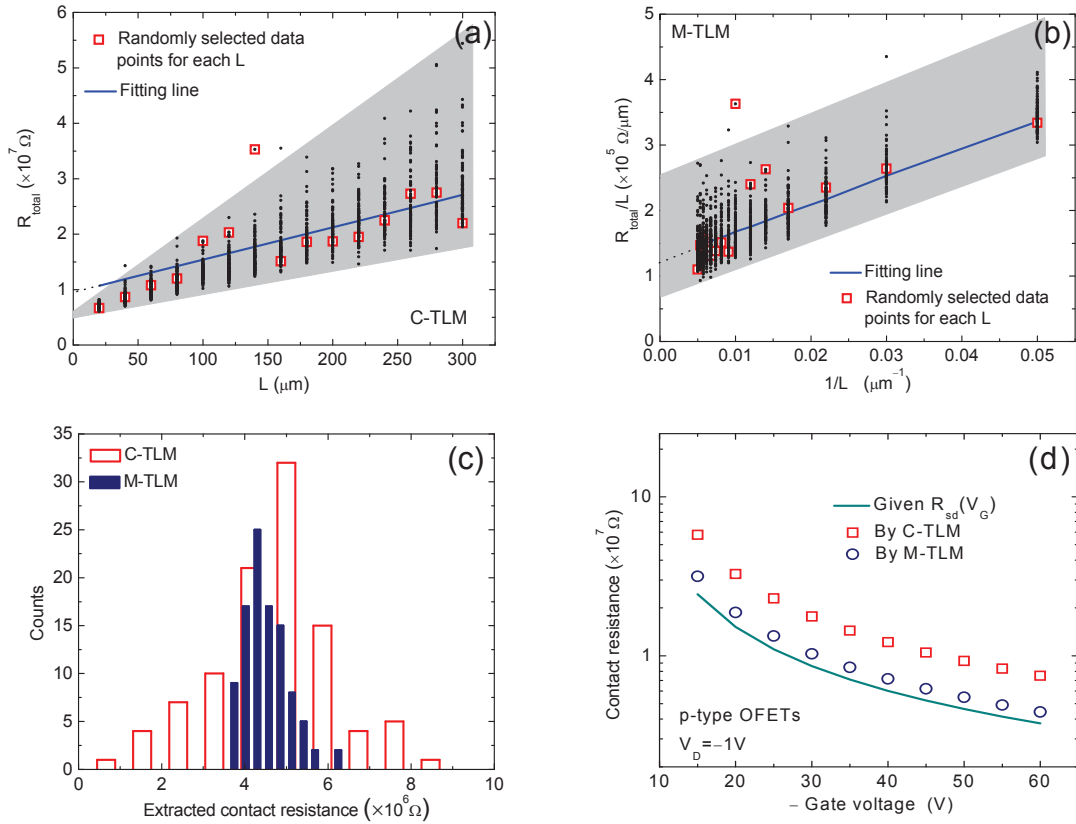 (a)
Randomly selected data
points for each L
Fitting line
C-TLM
R_total (×10^7 Ω)
8
7
6
5
4
3
2
1
0
0 50 100 150 200 250 300
L (μm)
(b)
M-TLM
Fitting line
Randomly selected data
points for each L
R_total/L (×10^5 Ω/μm)
5
4
3
2
1
0
0.00 0.01 0.02 0.03 0.04 0.05
1/L (μm^-1)
(c)
C-TLM
M-TLM
Counts
35
30
25
20
15
10
5
0
0 2 4 6 8 10
Extracted contact resistance (×10^6 Ω)
(d)
Given R_sd(V_G)
By C-TLM
By M-TLM
p-type OFETs
V_D=−1V
Contact resistance (×10^7 Ω)
10
1
10 20 30 40 50 60
− Gate voltage (V)